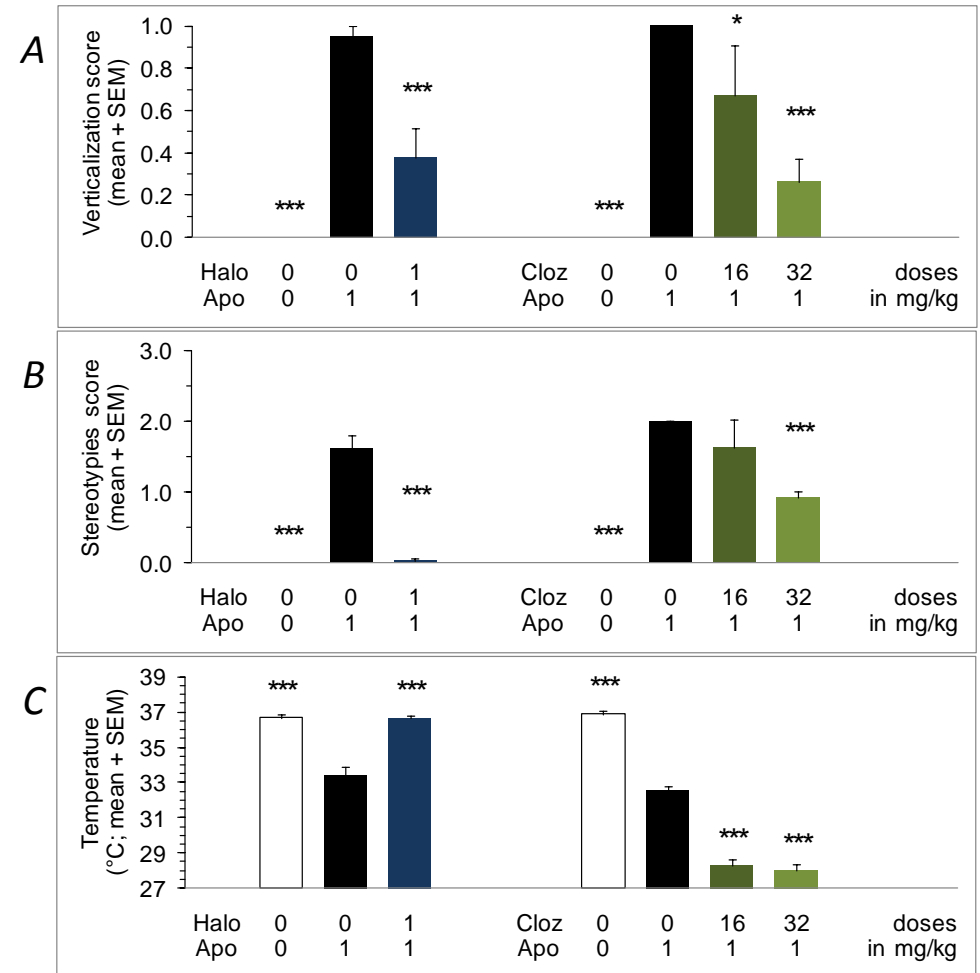 A
Verticalization score
(mean + SEM)
1.0
0.8
0.6
0.4
0.2
0.0
***
***
***
*
***
Halo 0 0 1 Cloz 0 0 16 32 doses
Apo 0 1 1 Apo 0 1 1 1 in mg/kg
B
Stereotypies score
(mean + SEM)
3.0
2.0
1.0
0.0
***
***
***
***
Halo 0 0 1 Cloz 0 0 16 32 doses
Apo 0 1 1 Apo 0 1 1 1 in mg/kg
C
Temperature
(°C; mean + SEM)
39
37
35
33
31
29
27
***
***
***
***
***
Halo 0 0 1 Cloz 0 0 16 32 doses
Apo 0 1 1 Apo 0 1 1 1 in mg/kg